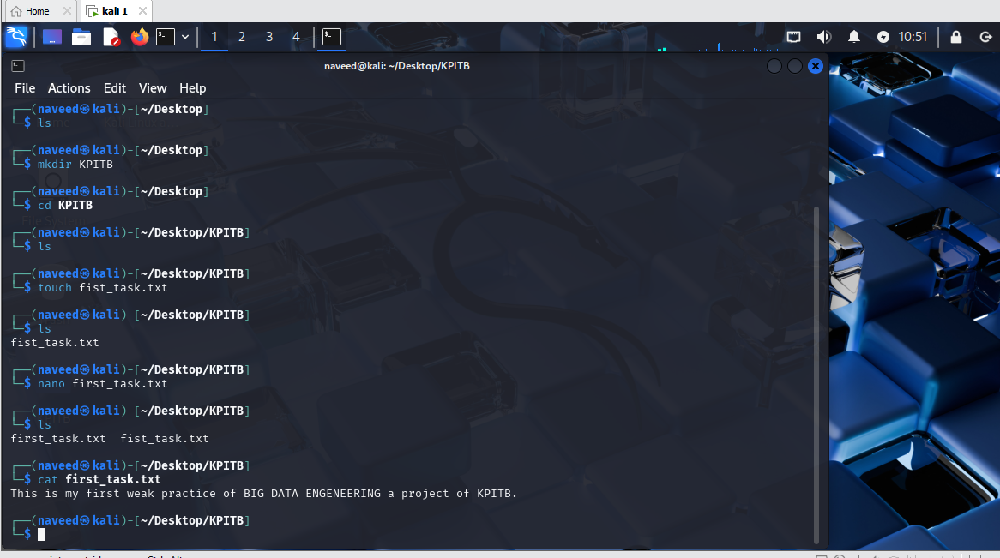 Home
kali 1
1 2 3 4
10:51
naveed@kali: ~/Desktop/KPITB
File Actions Edit View Help
┌──(naveed㉿kali)-[~/Desktop]
└─$ ls
┌──(naveed㉿kali)-[~/Desktop]
└─$ mkdir KPITB
┌──(naveed㉿kali)-[~/Desktop]
└─$ cd KPITB
File System
┌──(naveed㉿kali)-[~/Desktop/KPITB]
└─$ ls
┌──(naveed㉿kali)-[~/Desktop/KPITB]
└─$ touch fist_task.txt
┌──(naveed㉿kali)-[~/Desktop/KPITB]
└─$ ls
fist_task.txt
┌──(naveed㉿kali)-[~/Desktop/KPITB]
└─$ nano first_task.txt
┌──(naveed㉿kali)-[~/Desktop/KPITB]
└─$ ls
first_task.txt  fist_task.txt
┌──(naveed㉿kali)-[~/Desktop/KPITB]
└─$ cat first_task.txt
This is my first weak practice of BIG DATA ENGENEERING a project of KPITB.
┌──(naveed㉿kali)-[~/Desktop/KPITB]
└─$